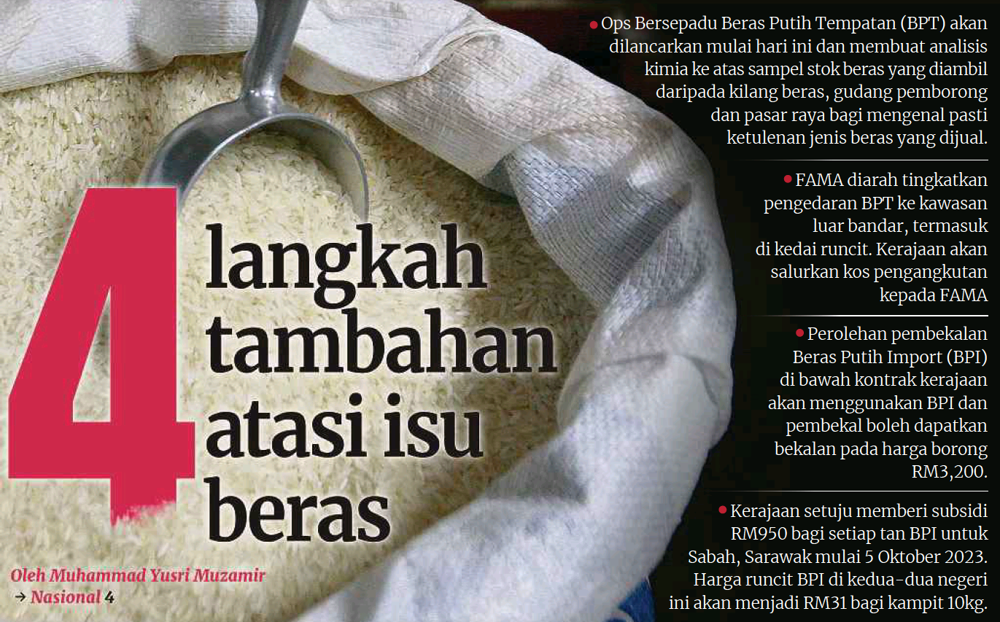 4
langkah
tambahan
atasi isu
beras
Oleh Muhammad Yusri Muzamir
→ Nasional 4
• Ops Bersepadu Beras Putih Tempatan (BPT) akan
dilancarkan mulai hari ini dan membuat analisis
kimia ke atas sampel stok beras yang diambil
daripada kilang beras, gudang pemborong
dan pasar raya bagi mengenal pasti
ketulenan jenis beras yang dijual.
• FAMA diarah tingkatkan
pengedaran BPT ke kawasan
luar bandar, termasuk
di kedai runcit. Kerajaan akan
salurkan kos pengangkutan
kepada FAMA
• Perolehan pembekalan
Beras Putih Import (BPI)
di bawah kontrak kerajaan
akan menggunakan BPI dan
pembekal boleh dapatkan
bekalan pada harga borong
RM3,200.
• Kerajaan setuju memberi subsidi
RM950 bagi setiap tan BPI untuk
Sabah, Sarawak mulai 5 Oktober 2023.
Harga runcit BPI di kedua-dua negeri
ini akan menjadi RM31 bagi kampit 10kg.